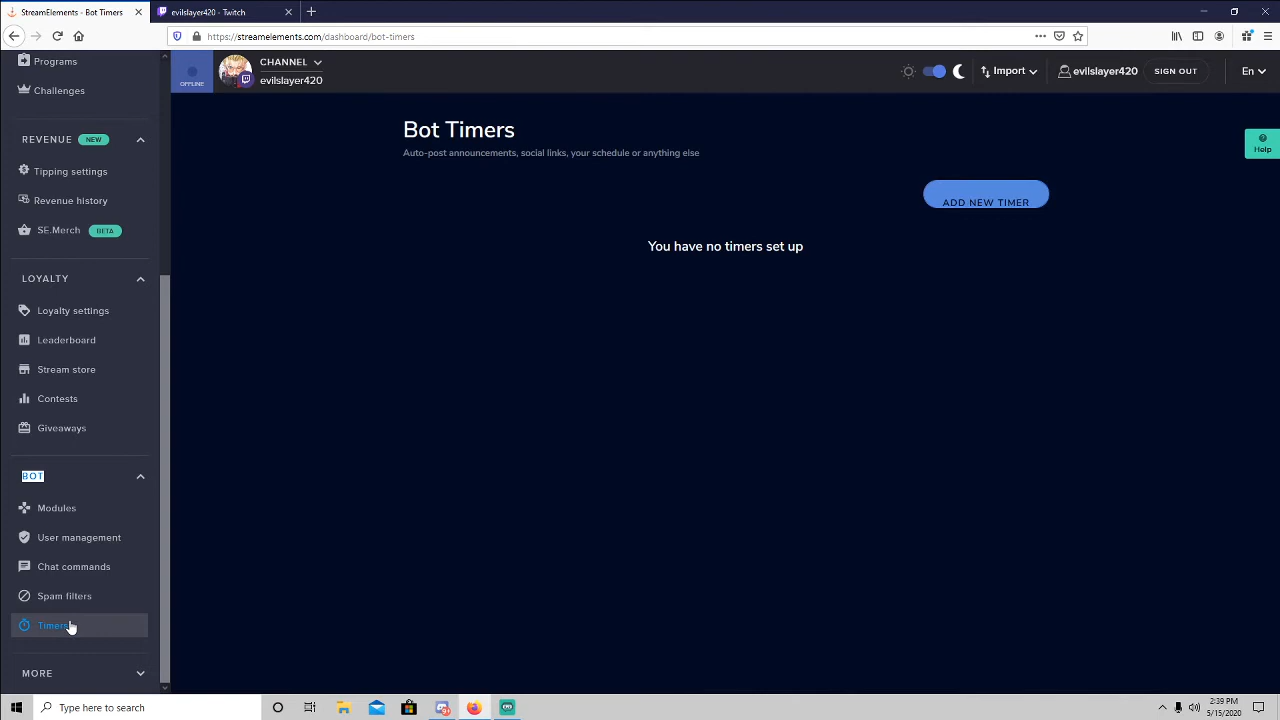 StreamElements - Bot Timers
evilslayer420 - Twitch
https://streamelements.com/dashboard/bot-timers
Programs
Challenges
REVENUE NEW
Tipping settings
Revenue history
SE.Merch BETA
LOYALTY
Loyalty settings
Leaderboard
Stream store
Contests
Giveaways
BOT
Modules
User management
Chat commands
Spam filters
Timers
MORE
OFFLINE
CHANNEL
evilslayer420
Import
evilslayer420
SIGN OUT
En
Bot Timers
Auto-post announcements, social links, your schedule or anything else
ADD NEW TIMER
You have no timers set up
Help
Type here to search
2:39 PM
5/15/2020